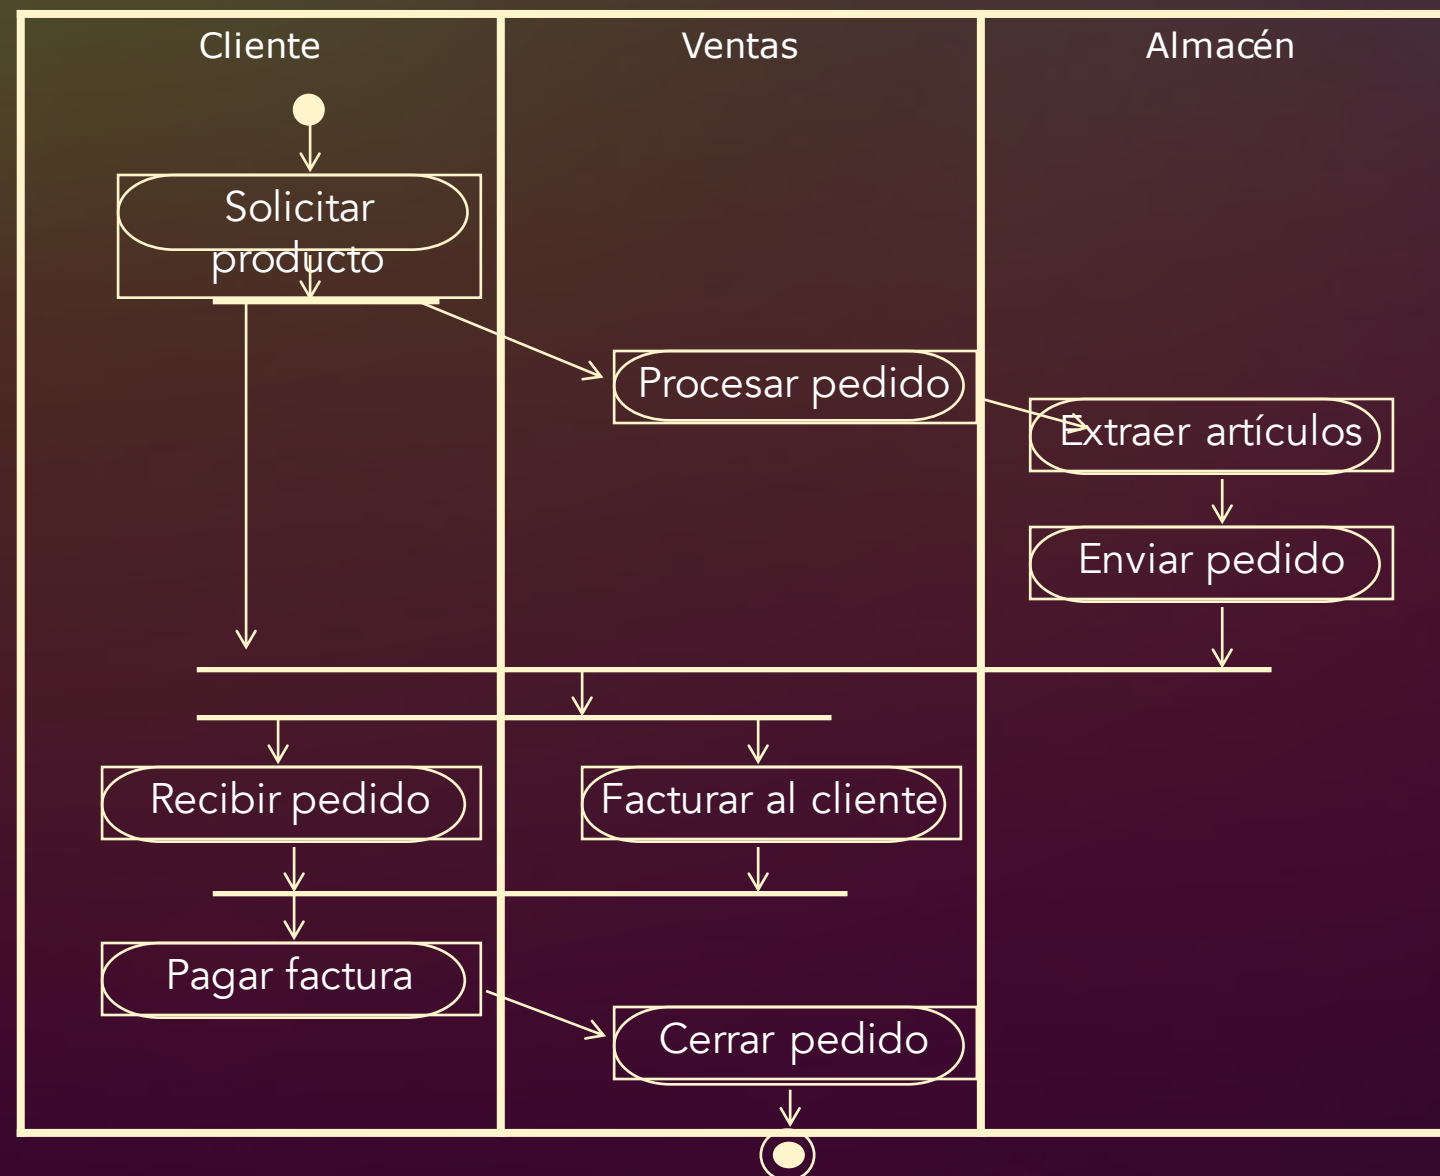 Cliente
Ventas
Almacén
Solicitar
producto
Procesar pedido
Extraer artículos
Enviar pedido
Recibir pedido
Facturar al cliente
Pagar factura
Cerrar pedido